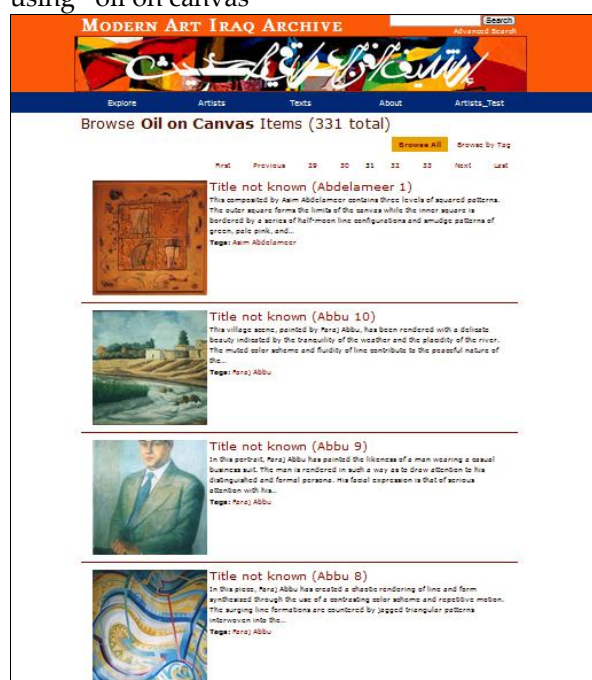 using "oil on canvas"
MODERN ART IRAQ ARCHIVE
Search
Advanced Search
Explore Artists Texts About Artists_Test
Browse Oil on Canvas Items (331 total)
Browse All Browse by Tag
First Previous 29 30 31 32 33 Next Last
Title not known (Abdelameer 1)
This composited by Asim Abdelameer contains three levels of squared patterns.
The outer square forms the limits of the canvas while the inner square is
bordered by a series of half-moon line configurations and smudge patterns of
green, pale pink, and...
Tags: Asim Abdelameer
Title not known (Abbu 10)
This village scene, painted by Faraj Abbu, has been rendered with a delicate
beauty indicated by the tranquility of the weather and the placidity of the river.
The muted color scheme and fluidity of line contribute to the peaceful nature of
the...
Tags: Faraj Abbu
Title not known (Abbu 9)
In this portrait, Faraj Abbu has painted the likeness of a man wearing a casual
business suit. The man is rendered in such a way as to draw attention to his
distinguished and formal persona. His facial expression is that of serious
attention with his...
Tags: Faraj Abbu
Title not known (Abbu 8)
In this piece, Faraj Abbu has created a chaotic rendering of line and form
synthesised through the use of a contrasting color scheme and repetitive motion.
The surging line formations are countered by jagged triangular patterns
interwoven into the...
Tags: Faraj Abbu